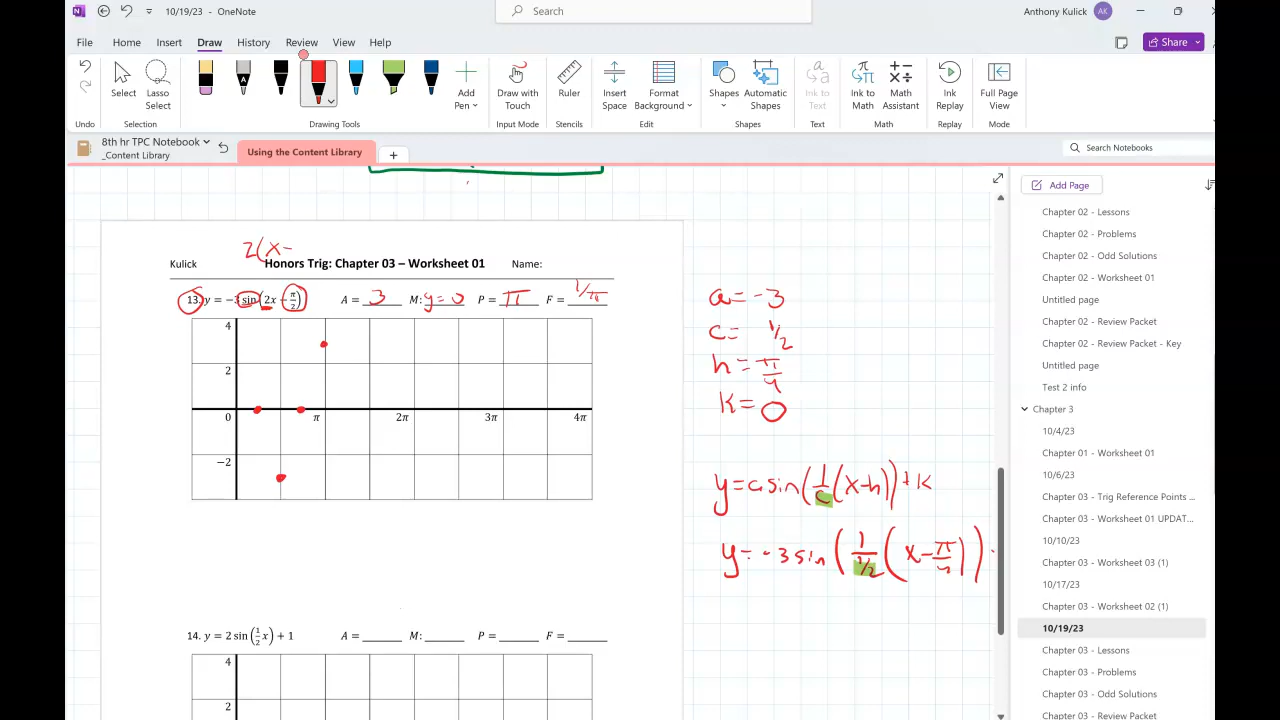 10/19/23 - OneNote
Search
Anthony Kulick AK
File Home Insert Draw History Review View Help
Share
Select
Lasso Select
Add Pen
Draw with Touch
Ruler
Insert Space
Format Background
Shapes
Automatic Shapes
Ink to Text
Ink to Math
Math Assistant
Ink Replay
Full Page View
Undo
Selection
Drawing Tools
Input Mode
Stencils
Edit
Shapes
Text
Math
Replay
Mode
8th hr TPC Notebook
_Content Library
Using the Content Library
Search Notebooks
2(x -
Kulick Honors Trig: Chapter 03 – Worksheet 01 Name:
13. y = -3 sin(2x - π/2) A = 3 M: y=0 P = π F = 1/π
4
2
0 π 2π 3π 4π
−2
a = -3
c = 1/2
h = π/4
k = 0
y = a sin(1/c (x-h)) + k
y = -3 sin(1/(1/2) (x - π/4))
14. y = 2 sin(1/2 x) + 1 A = M: P = F =
4
2
Add Page
Chapter 02 - Lessons
Chapter 02 - Problems
Chapter 02 - Odd Solutions
Chapter 02 - Worksheet 01
Untitled page
Chapter 02 - Review Packet
Chapter 02 - Review Packet - Key
Untitled page
Test 2 info
Chapter 3
10/4/23
Chapter 01 - Worksheet 01
10/6/23
Chapter 03 - Trig Reference Points ...
Chapter 03 - Worksheet 01 UPDAT...
10/10/23
Chapter 03 - Worksheet 03 (1)
10/17/23
Chapter 03 - Worksheet 02 (1)
10/19/23
Chapter 03 - Lessons
Chapter 03 - Problems
Chapter 03 - Odd Solutions
Chapter 03 - Review Packet